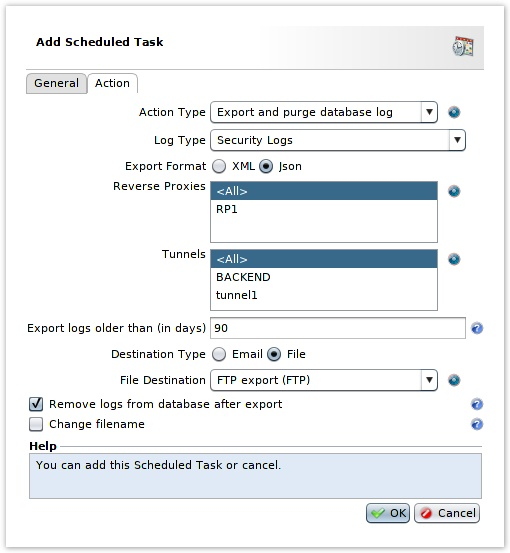 Add Scheduled Task
General Action
Action Type Export and purge database log
Log Type Security Logs
Export Format XML Json
Reverse Proxies <All>
RP1
Tunnels <All>
BACKEND
tunnel1
Export logs older than (in days) 90
Destination Type Email File
File Destination FTP export (FTP)
Remove logs from database after export
Change filename
Help
You can add this Scheduled Task or cancel.
OK Cancel